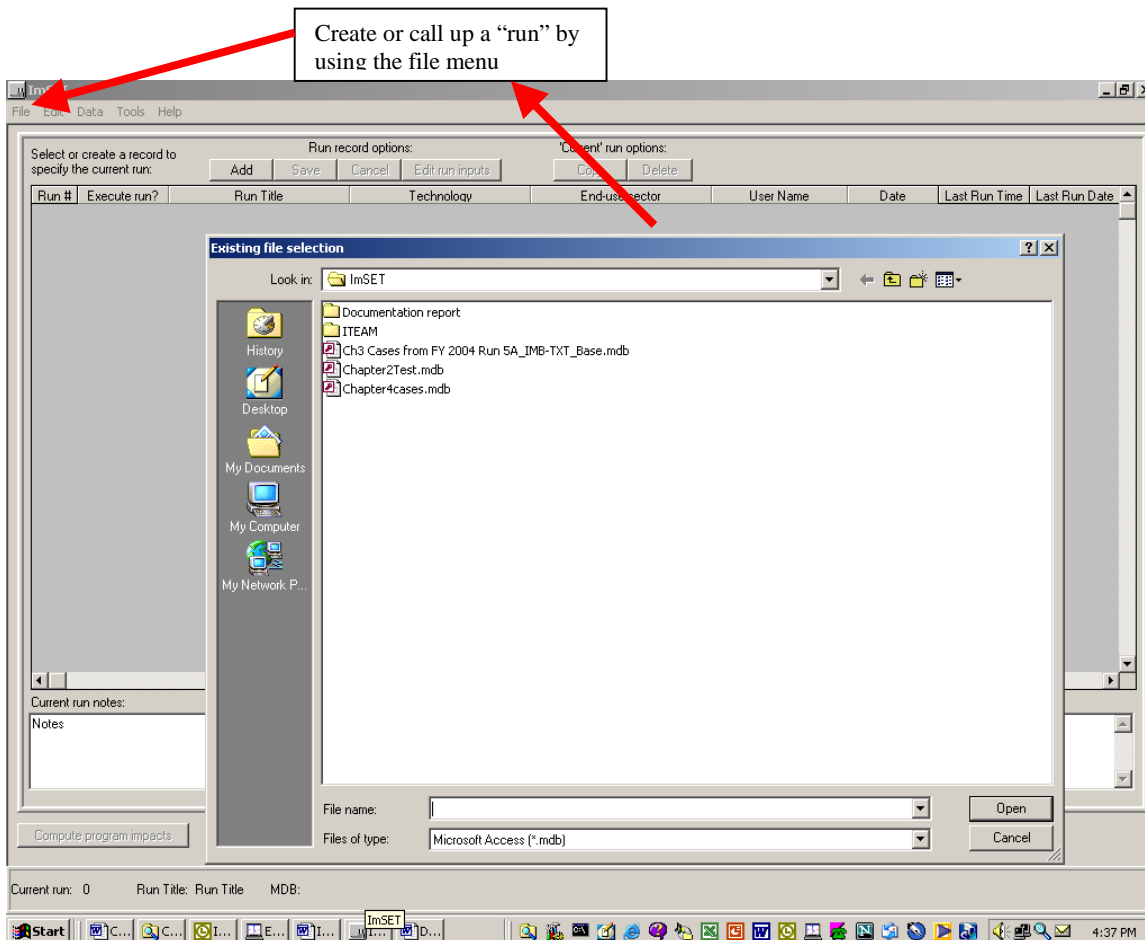 Create or call up a “run” by
using the file menu
ImSET
File Edit Data Tools Help
Select or create a record to
specify the current run:
Run record options:
'Current' run options:
Add Save Cancel Edit run inputs Copy Delete
Run # Execute run? Run Title Technology End-use sector User Name Date Last Run Time Last Run Date
Existing file selection
Look in: ImSET
History
Desktop
My Documents
My Computer
My Network P...
Documentation report
ITEAM
Ch3 Cases from FY 2004 Run 5A_IMB-TXT_Base.mdb
Chapter2Test.mdb
Chapter4cases.mdb
File name: Open
Files of type: Microsoft Access (*.mdb) Cancel
Current run notes:
Notes
Compute program impacts
Current run: 0 Run Title: Run Title MDB:
ImSET
Start C... C... I... E... I... I... D... 4:37 PM